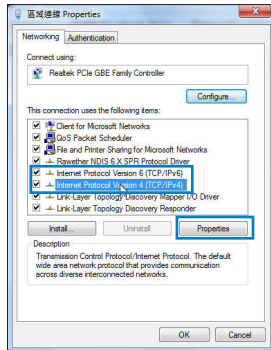 區域連線 Properties
Networking Authentication
Connect using:
Realtek PCIe GBE Family Controller
Configure...
This connection uses the following items:
Client for Microsoft Networks
QoS Packet Scheduler
File and Printer Sharing for Microsoft Networks
Rawether NDIS 6.X SPR Protocol Driver
Internet Protocol Version 6 (TCP/IPv6)
Internet Protocol Version 4 (TCP/IPv4)
Link-Layer Topology Discovery Mapper I/O Driver
Link-Layer Topology Discovery Responder
Install... Uninstall Properties
Description
Transmission Control Protocol/Internet Protocol. The default
wide area network protocol that provides communication
across diverse interconnected networks.
OK Cancel